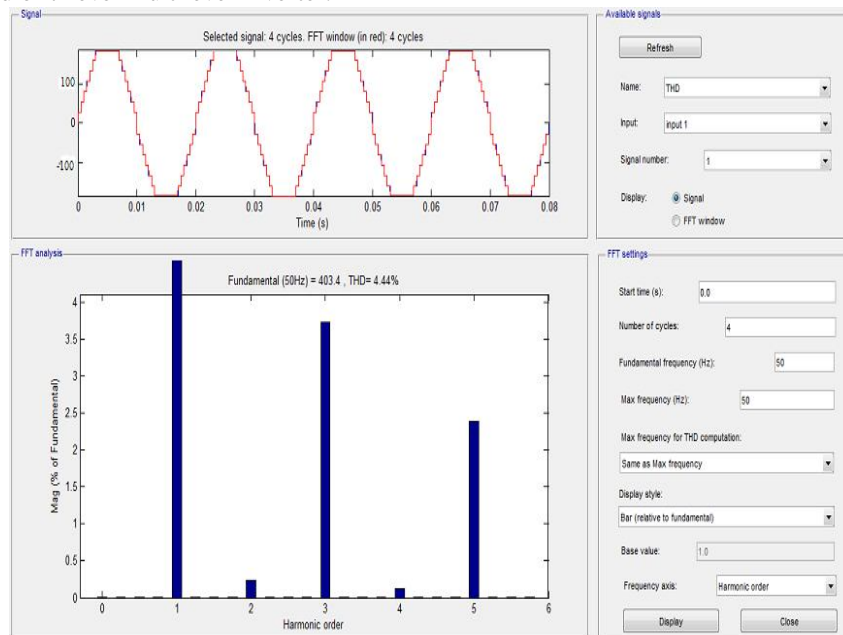 Signal
Selected signal: 4 cycles. FFT window (in red): 4 cycles
100
0
-100
0 0.01 0.02 0.03 0.04 0.05 0.06 0.07 0.08
Time (s)
Available signals
Refresh
Name: THD
Input: input 1
Signal number: 1
Display: Signal
FFT window
FFT analysis
Fundamental (50Hz) = 403.4 , THD= 4.44%
4
3.5
3
2.5
2
1.5
1
0.5
0
Mag (% of Fundamental)
0 1 2 3 4 5 6
Harmonic order
FFT settings
Start time (s): 0.0
Number of cycles: 4
Fundamental frequency (Hz): 50
Max frequency (Hz): 50
Max frequency for THD computation:
Same as Max frequency
Display style:
Bar (relative to fundamental)
Base value: 1.0
Frequency axis: Harmonic order
Display Close